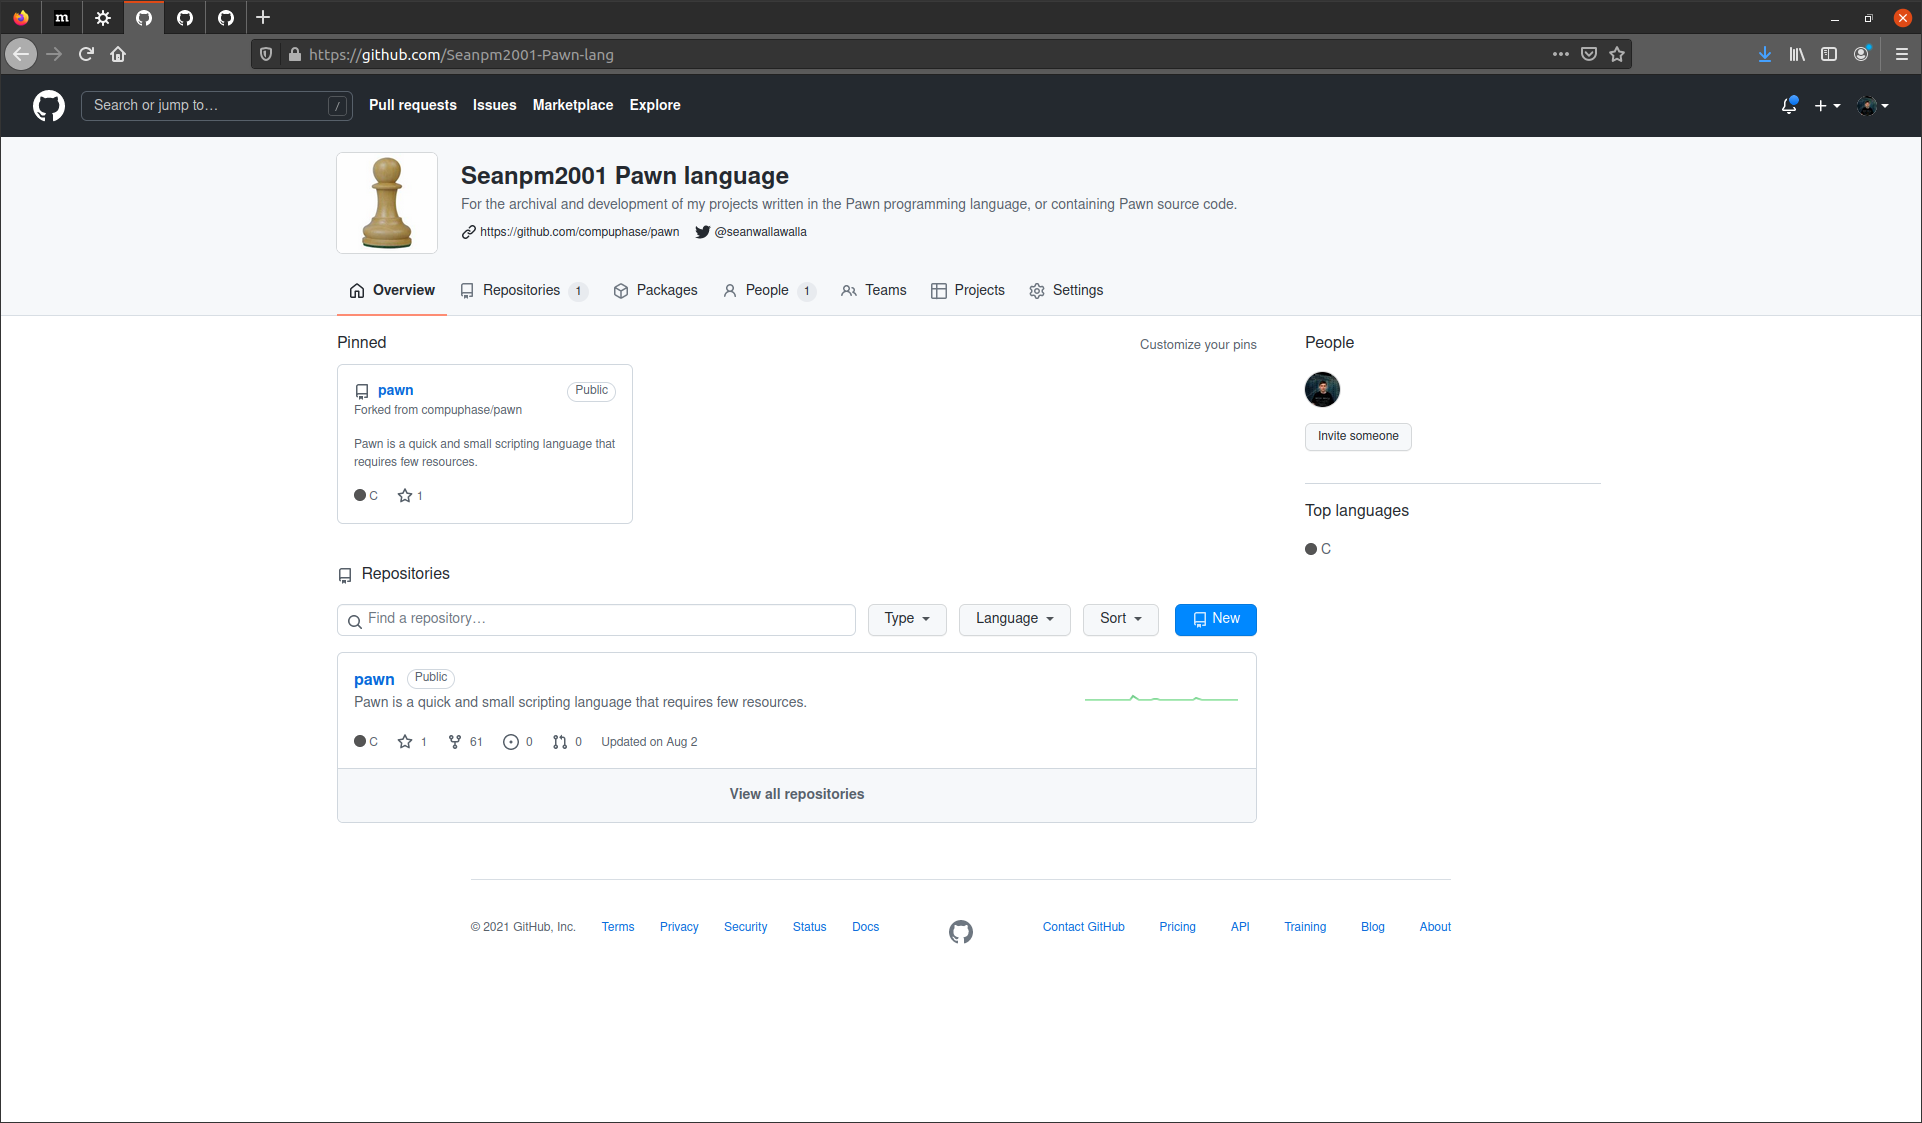 m
https://github.com/Seanpm2001-Pawn-lang
Search or jump to… /
Pull requests Issues Marketplace Explore
Seanpm2001 Pawn language
For the archival and development of my projects written in the Pawn programming language, or containing Pawn source code.
https://github.com/compuphase/pawn @seanwallawalla
Overview Repositories 1 Packages People 1 Teams Projects Settings
Pinned Customize your pins
pawn Public
Forked from compuphase/pawn
Pawn is a quick and small scripting language that
requires few resources.
C 1
People
Invite someone
Top languages
C
Repositories
Find a repository… Type Language Sort New
pawn Public
Pawn is a quick and small scripting language that requires few resources.
C 1 61 0 0 Updated on Aug 2
View all repositories
© 2021 GitHub, Inc. Terms Privacy Security Status Docs Contact GitHub Pricing API Training Blog About